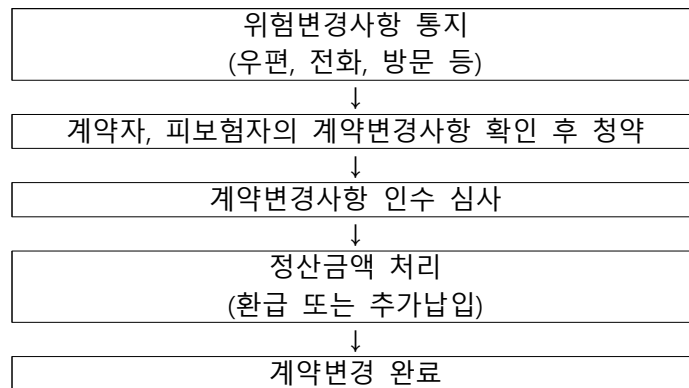 위험변경사항 통지
(우편, 전화, 방문 등)
↓
계약자, 피보험자의 계약변경사항 확인 후 청약
↓
계약변경사항 인수 심사
↓
정산금액 처리
(환급 또는 추가납입)
↓
계약변경 완료